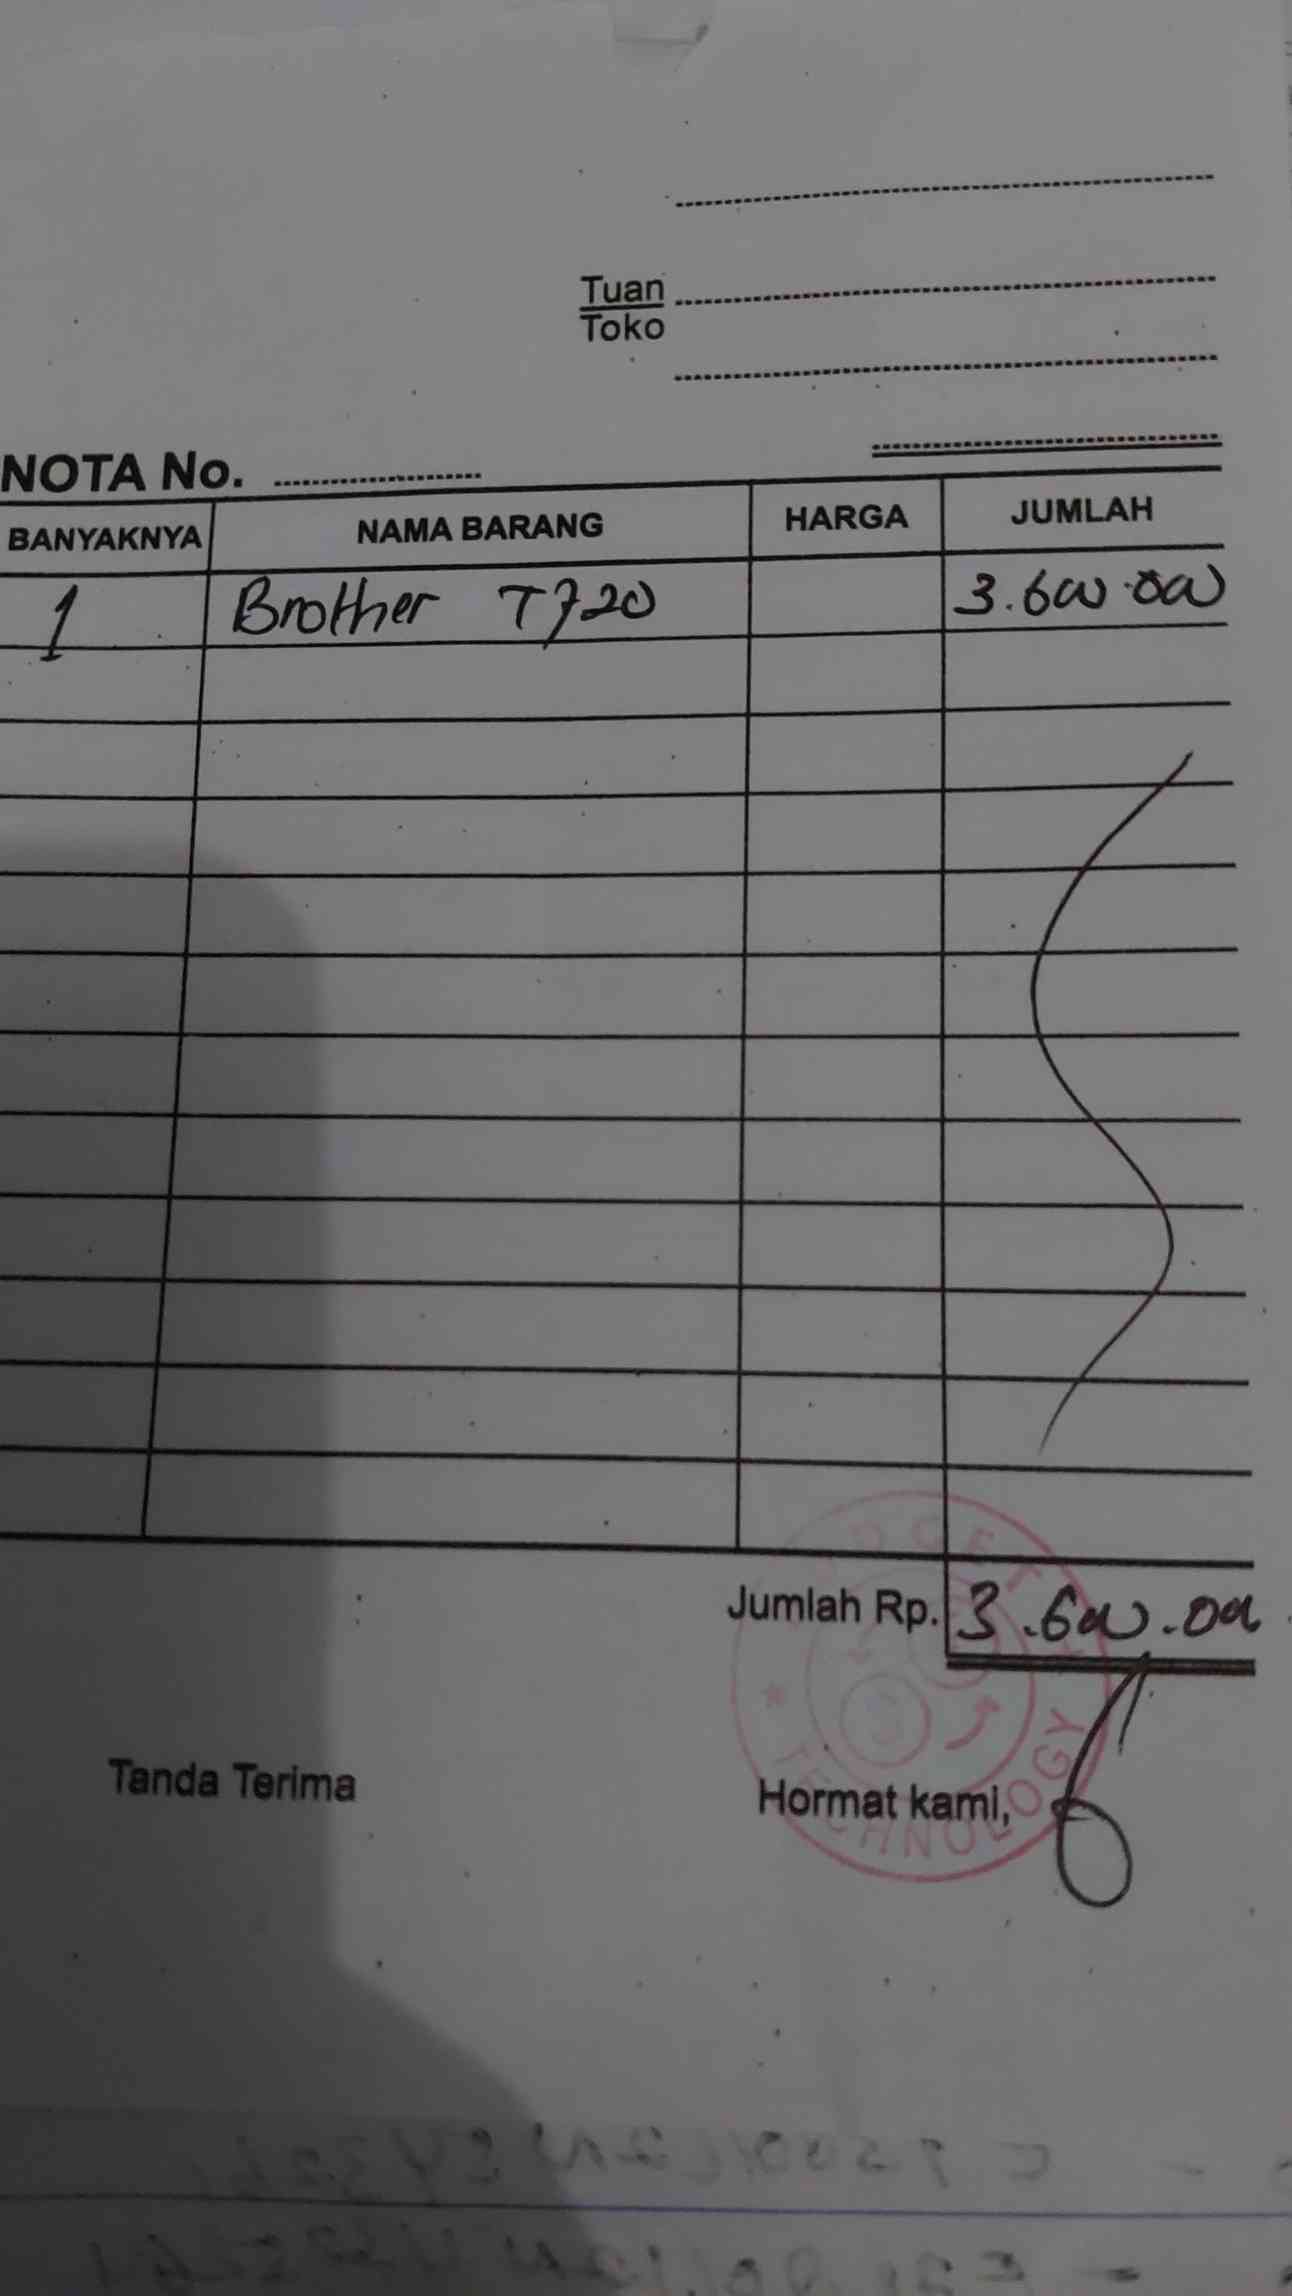 Tuan
Toko
NOTA No.
BANYAKNYA NAMA BARANG HARGA JUMLAH
1 Brother T720 3.600.000
Jumlah Rp. 3.600.000
Tanda Terima Hormat kami,
TECHNOLOGY